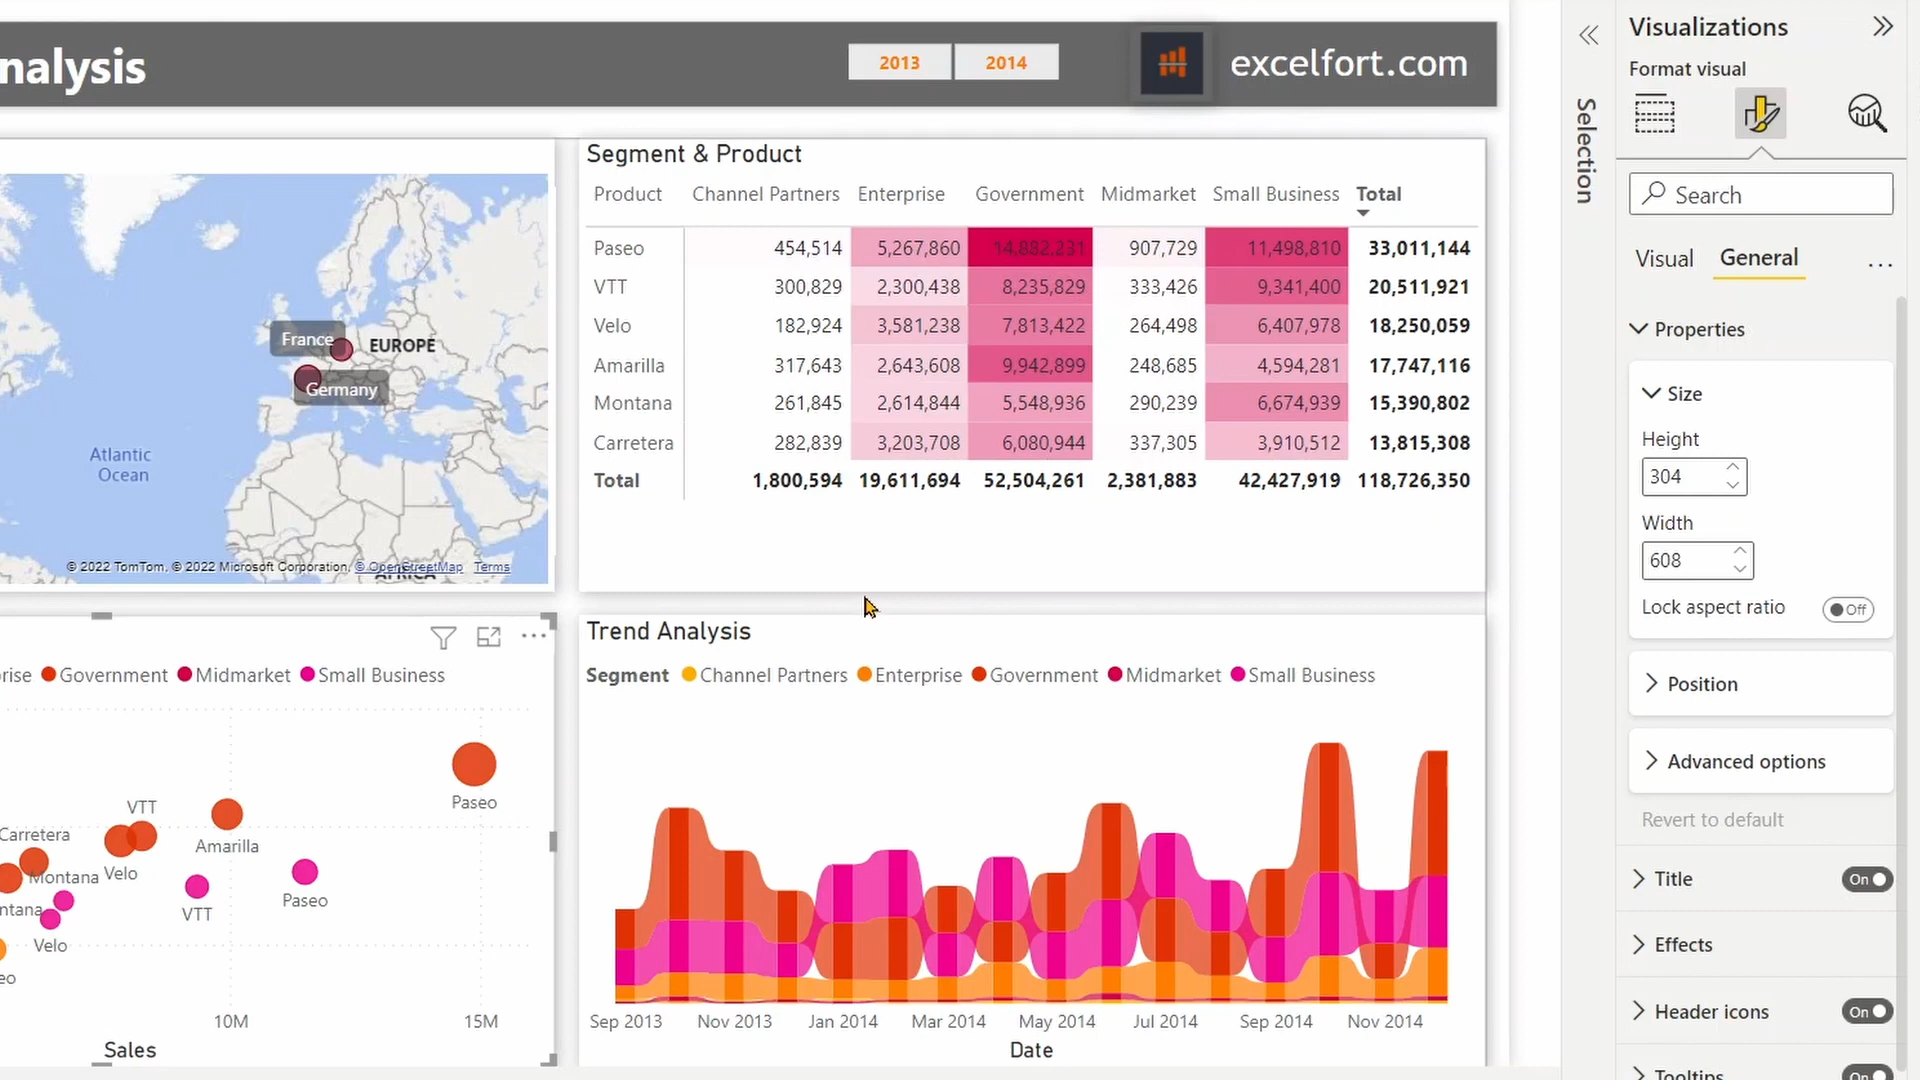 nalysis
2013
2014
excelfort.com
France
EUROPE
Germany
Atlantic
Ocean
AFRICA
© 2022 TomTom, © 2022 Microsoft Corporation, © OpenStreetMap Terms
Segment & Product
Product Channel Partners Enterprise Government Midmarket Small Business Total
Paseo 454,514 5,267,860 14,882,231 907,729 11,498,810 33,011,144
VTT 300,829 2,300,438 8,235,829 333,426 9,341,400 20,511,921
Velo 182,924 3,581,238 7,813,422 264,498 6,407,978 18,250,059
Amarilla 317,643 2,643,608 9,942,899 248,685 4,594,281 17,747,116
Montana 261,845 2,614,844 5,548,936 290,239 6,674,939 15,390,802
Carretera 282,839 3,203,708 6,080,944 337,305 3,910,512 13,815,308
Total 1,800,594 19,611,694 52,504,261 2,381,883 42,427,919 118,726,350
rise Government Midmarket Small Business
Paseo
VTT
Amarilla
Carretera
Velo
Montana
Paseo
VTT
ntana
Velo
eo
10M 15M
Sales
Trend Analysis
Segment Channel Partners Enterprise Government Midmarket Small Business
Sep 2013 Nov 2013 Jan 2014 Mar 2014 May 2014 Jul 2014 Sep 2014 Nov 2014
Date
Selection
Visualizations
Format visual
Search
Visual General ...
Properties
Size
Height
304
Width
608
Lock aspect ratio Off
Position
Advanced options
Revert to default
Title On
Effects
Header icons On
Tooltips On